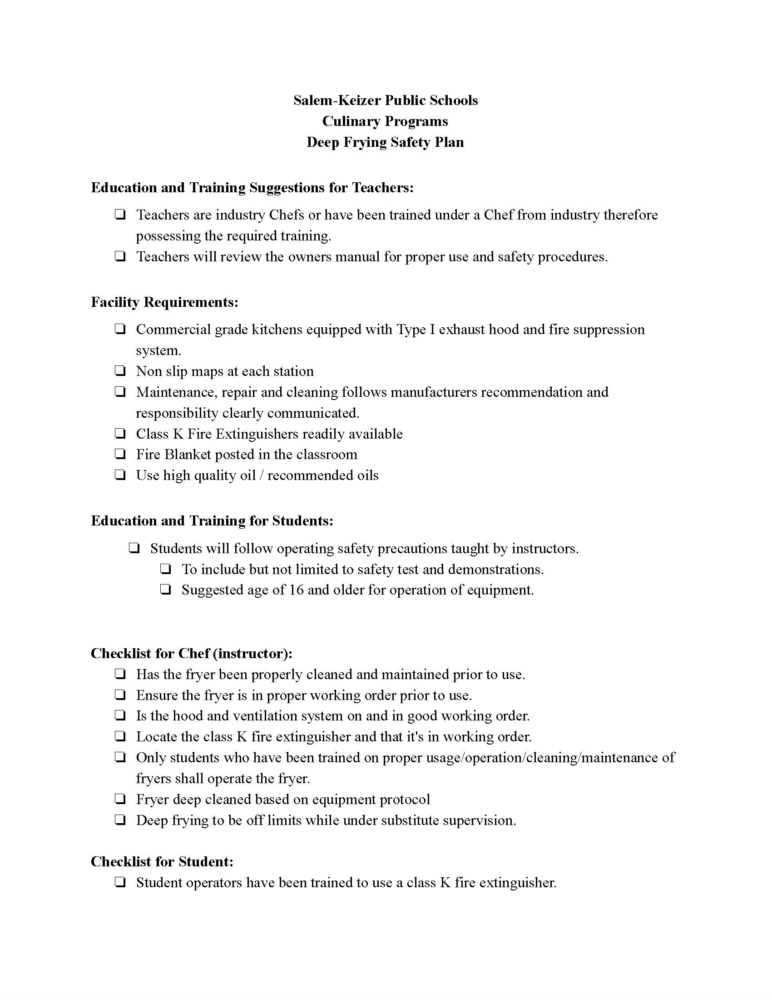 Salem-Keizer Public Schools
Culinary Programs
Deep Frying Safety Plan
Education and Training Suggestions for Teachers:
❏ Teachers are industry Chefs or have been trained under a Chef from industry therefore
possessing the required training.
❏ Teachers will review the owners manual for proper use and safety procedures.
Facility Requirements:
❏ Commercial grade kitchens equipped with Type I exhaust hood and fire suppression
system.
❏ Non slip maps at each station
❏ Maintenance, repair and cleaning follows manufacturers recommendation and
responsibility clearly communicated.
❏ Class K Fire Extinguishers readily available
❏ Fire Blanket posted in the classroom
❏ Use high quality oil / recommended oils
Education and Training for Students:
❏ Students will follow operating safety precautions taught by instructors.
❏ To include but not limited to safety test and demonstrations.
❏ Suggested age of 16 and older for operation of equipment.
Checklist for Chef (instructor):
❏ Has the fryer been properly cleaned and maintained prior to use.
❏ Ensure the fryer is in proper working order prior to use.
❏ Is the hood and ventilation system on and in good working order.
❏ Locate the class K fire extinguisher and that it's in working order.
❏ Only students who have been trained on proper usage/operation/cleaning/maintenance of
fryers shall operate the fryer.
❏ Fryer deep cleaned based on equipment protocol
❏ Deep frying to be off limits while under substitute supervision.
Checklist for Student:
❏ Student operators have been trained to use a class K fire extinguisher.